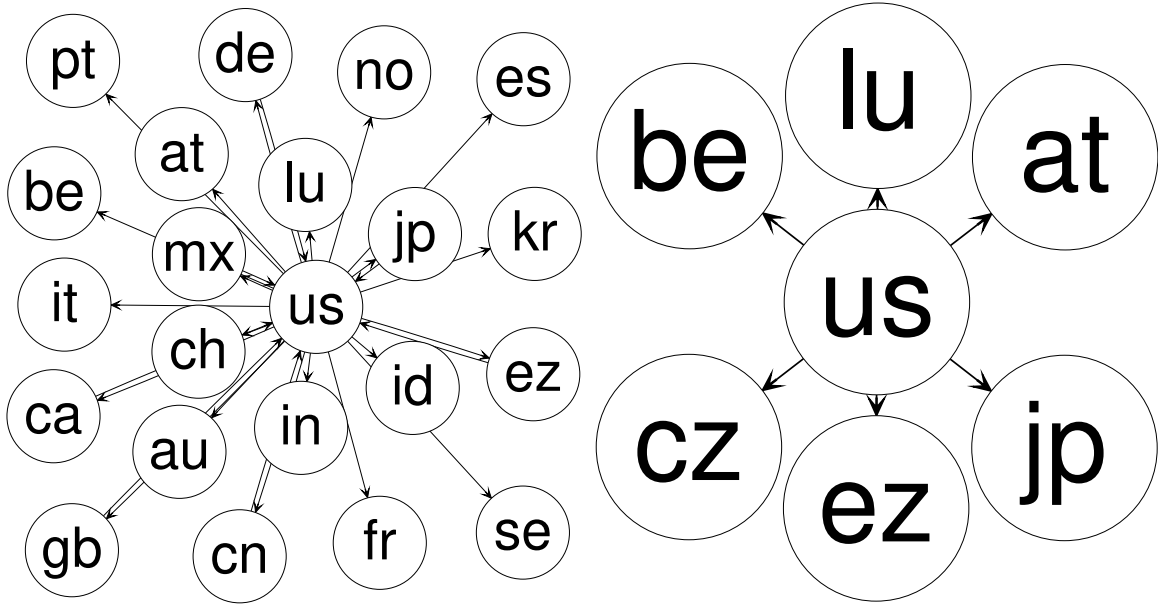 pt
de
no
es
at
lu
be
mx
jp
kr
it
us
ch
ez
ca
au
in
id
gb
cn
fr
se
lu
be
at
us
cz
ez
jp